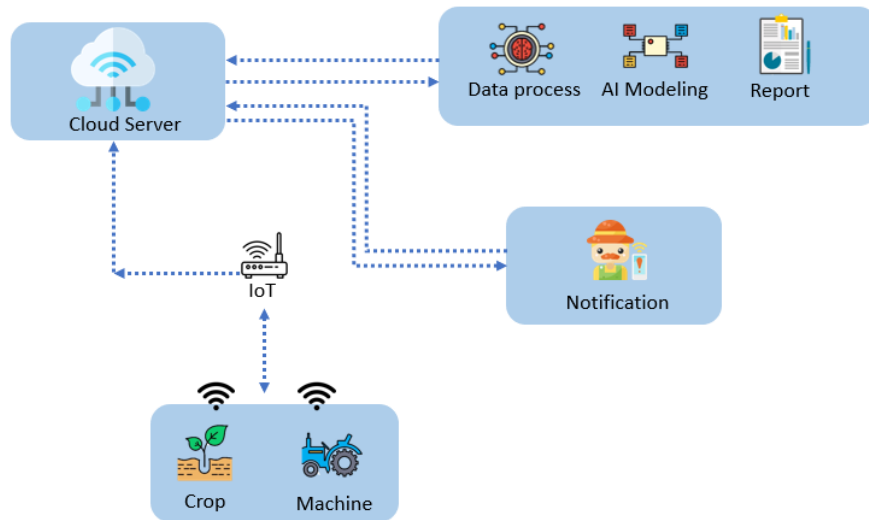 Data process
AI Modeling
Report
Cloud Server
IoT
Notification
Crop
Machine